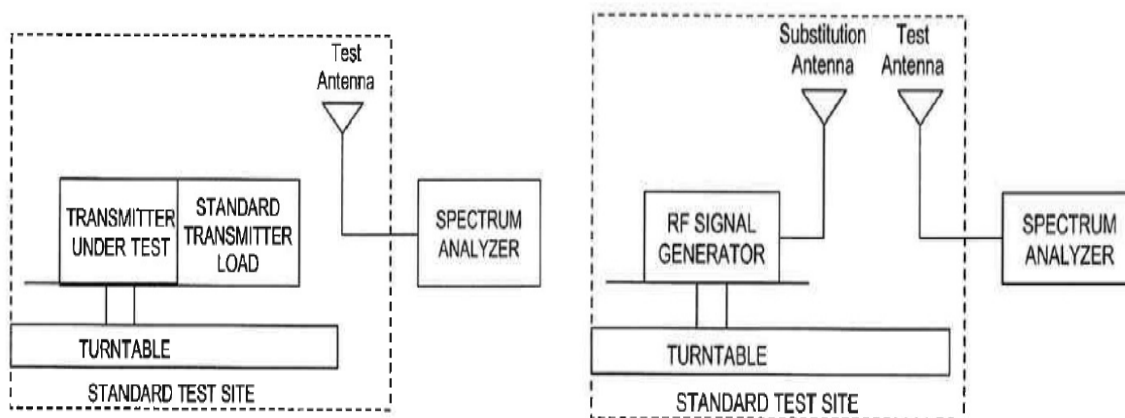 Test
Antenna
TRANSMITTER
UNDER TEST
STANDARD
TRANSMITTER
LOAD
SPECTRUM
ANALYZER
TURNTABLE
STANDARD TEST SITE
Substitution
Antenna
Test
Antenna
RF SIGNAL
GENERATOR
SPECTRUM
ANALYZER
TURNTABLE
STANDARD TEST SITE